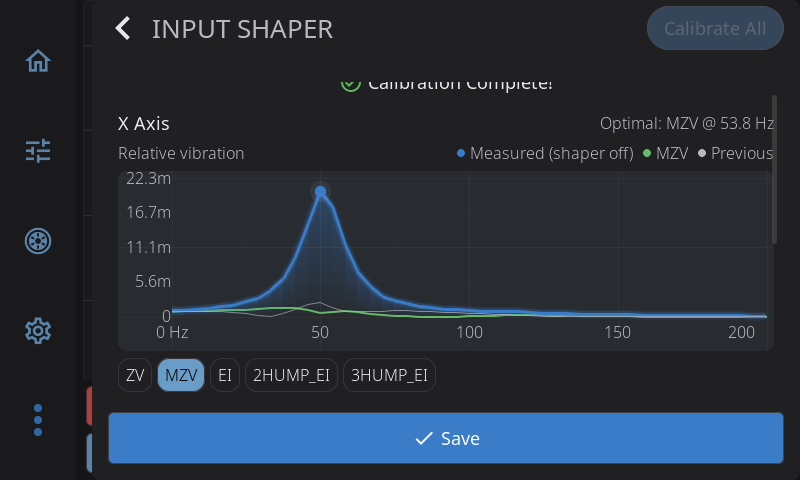 INPUT SHAPER
Calibrate All
Calibration Complete!
X Axis
Optimal: MZV @ 53.8 Hz
Relative vibration
Measured (shaper off) MZV Previous
22.3m
16.7m
11.1m
5.6m
0
0 Hz 50 100 150 200
ZV MZV EI 2HUMP_EI 3HUMP_EI
Save